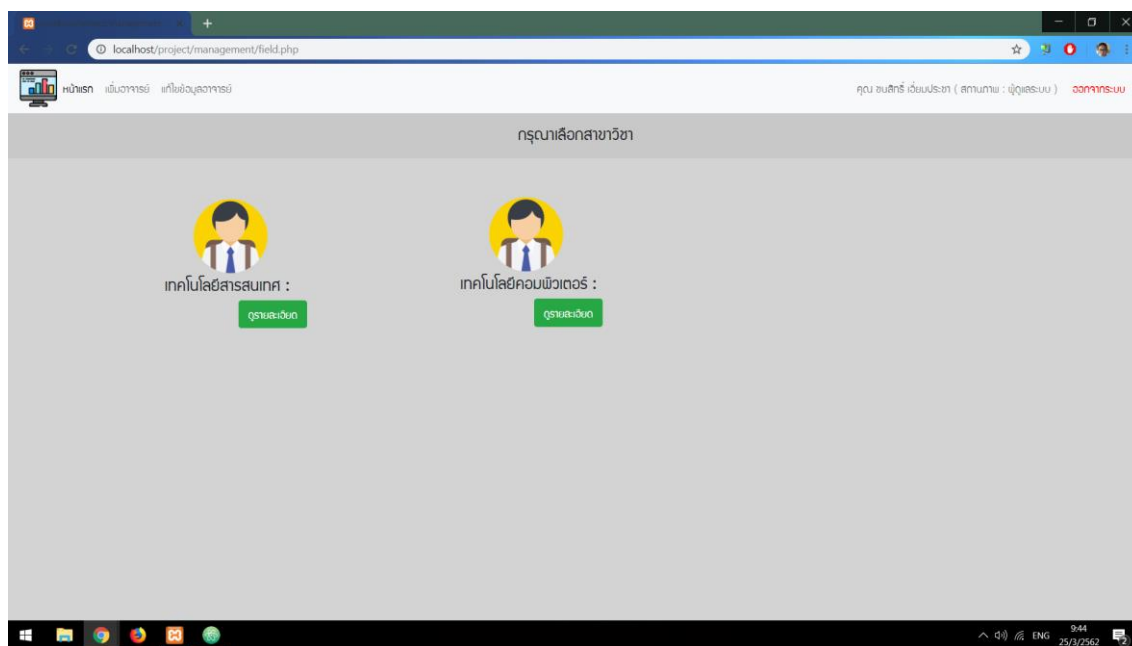 localhost/project/management/field.php
หน้าแรก เพิ่มอาจารย์ แก้ไขข้อมูลอาจารย์
คุณ ชนสิทธิ์ เอี่ยมประชา ( สถานภาพ : ผู้ดูแลระบบ ) ออกจากระบบ
กรุณาเลือกสาขาวิชา
เทคโนโลยีสารสนเทศ :
ดูรายละเอียด
เทคโนโลยีคอมพิวเตอร์ :
ดูรายละเอียด
ENG
9:44
25/3/2562
2